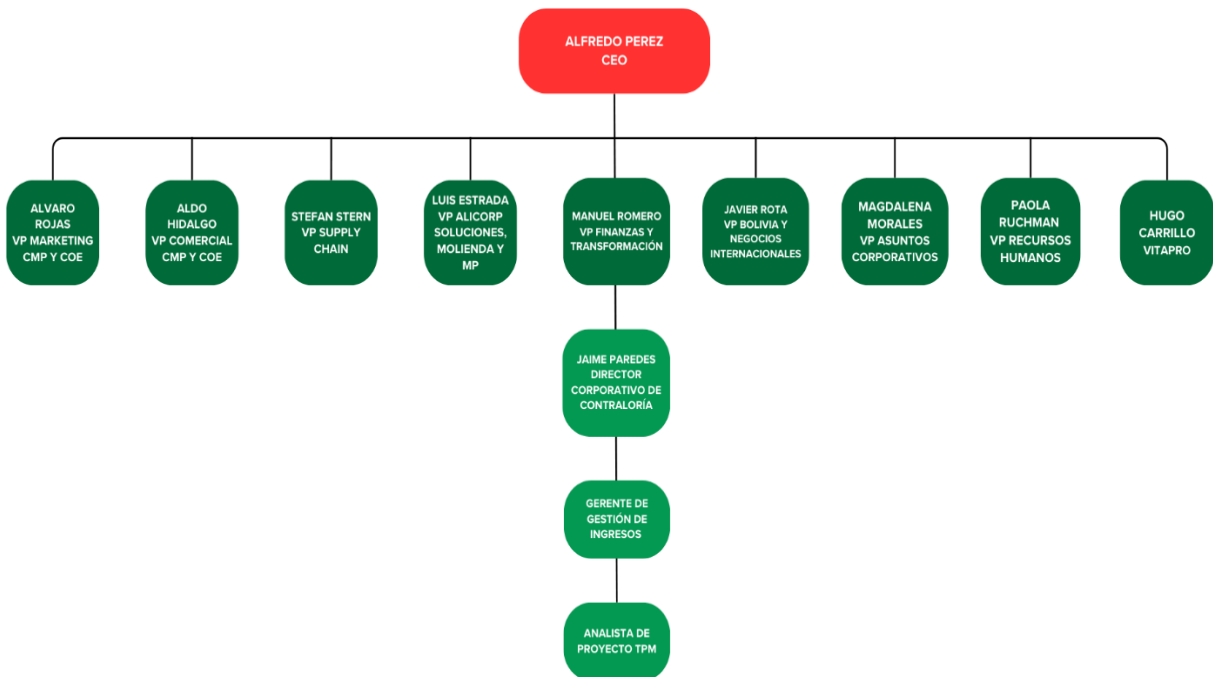 ALFREDO PEREZ
CEO
ALVARO
ROJAS
VP MARKETING
CMP Y COE
ALDO
HIDALGO
VP COMERCIAL
CMP Y COE
STEFAN STERN
VP SUPPLY
CHAIN
LUIS ESTRADA
VP ALICORP
SOLUCIONES,
MOLIENDA Y
MP
MANUEL ROMERO
VP FINANZAS Y
TRANSFORMACIÓN
JAVIER ROTA
VP BOLIVIA Y
NEGOCIOS
INTERNACIONALES
MAGDALENA
MORALES
VP ASUNTOS
CORPORATIVOS
PAOLA
RUCHMAN
VP RECURSOS
HUMANOS
HUGO
CARRILLO
VITAPRO
JAIME PAREDES
DIRECTOR
CORPORATIVO DE
CONTRALORÍA
GERENTE DE
GESTIÓN DE
INGRESOS
ANALISTA DE
PROYECTO TPM